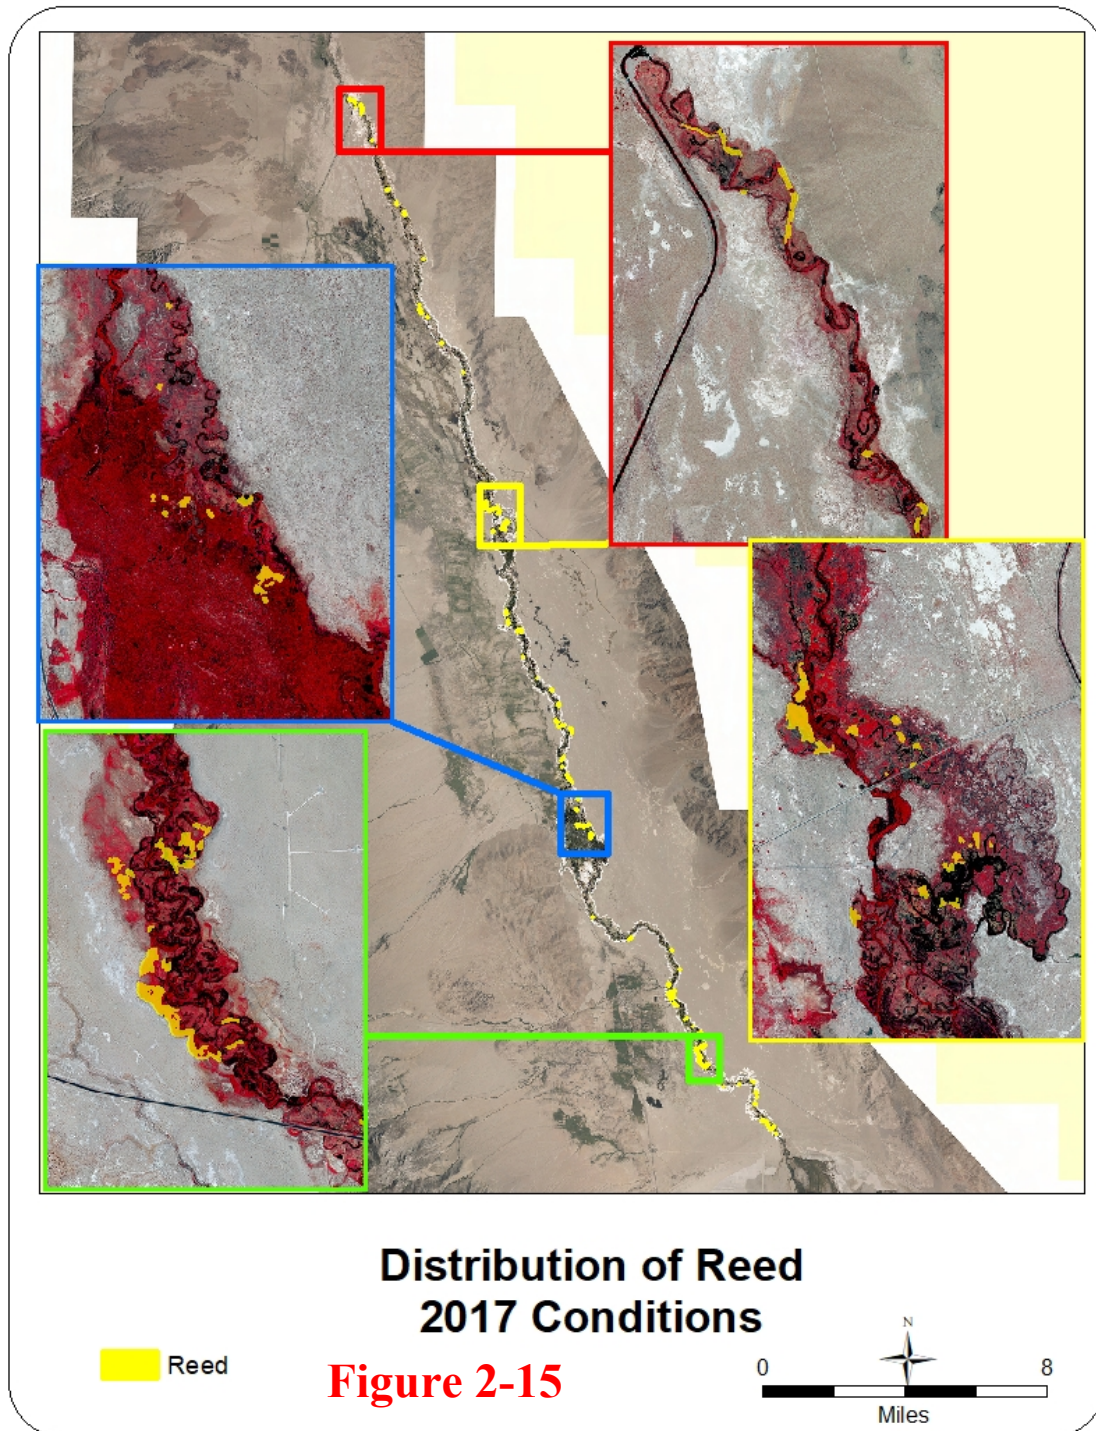 Distribution of Reed
2017 Conditions
Reed
Figure 2-15
N
0 8
Miles